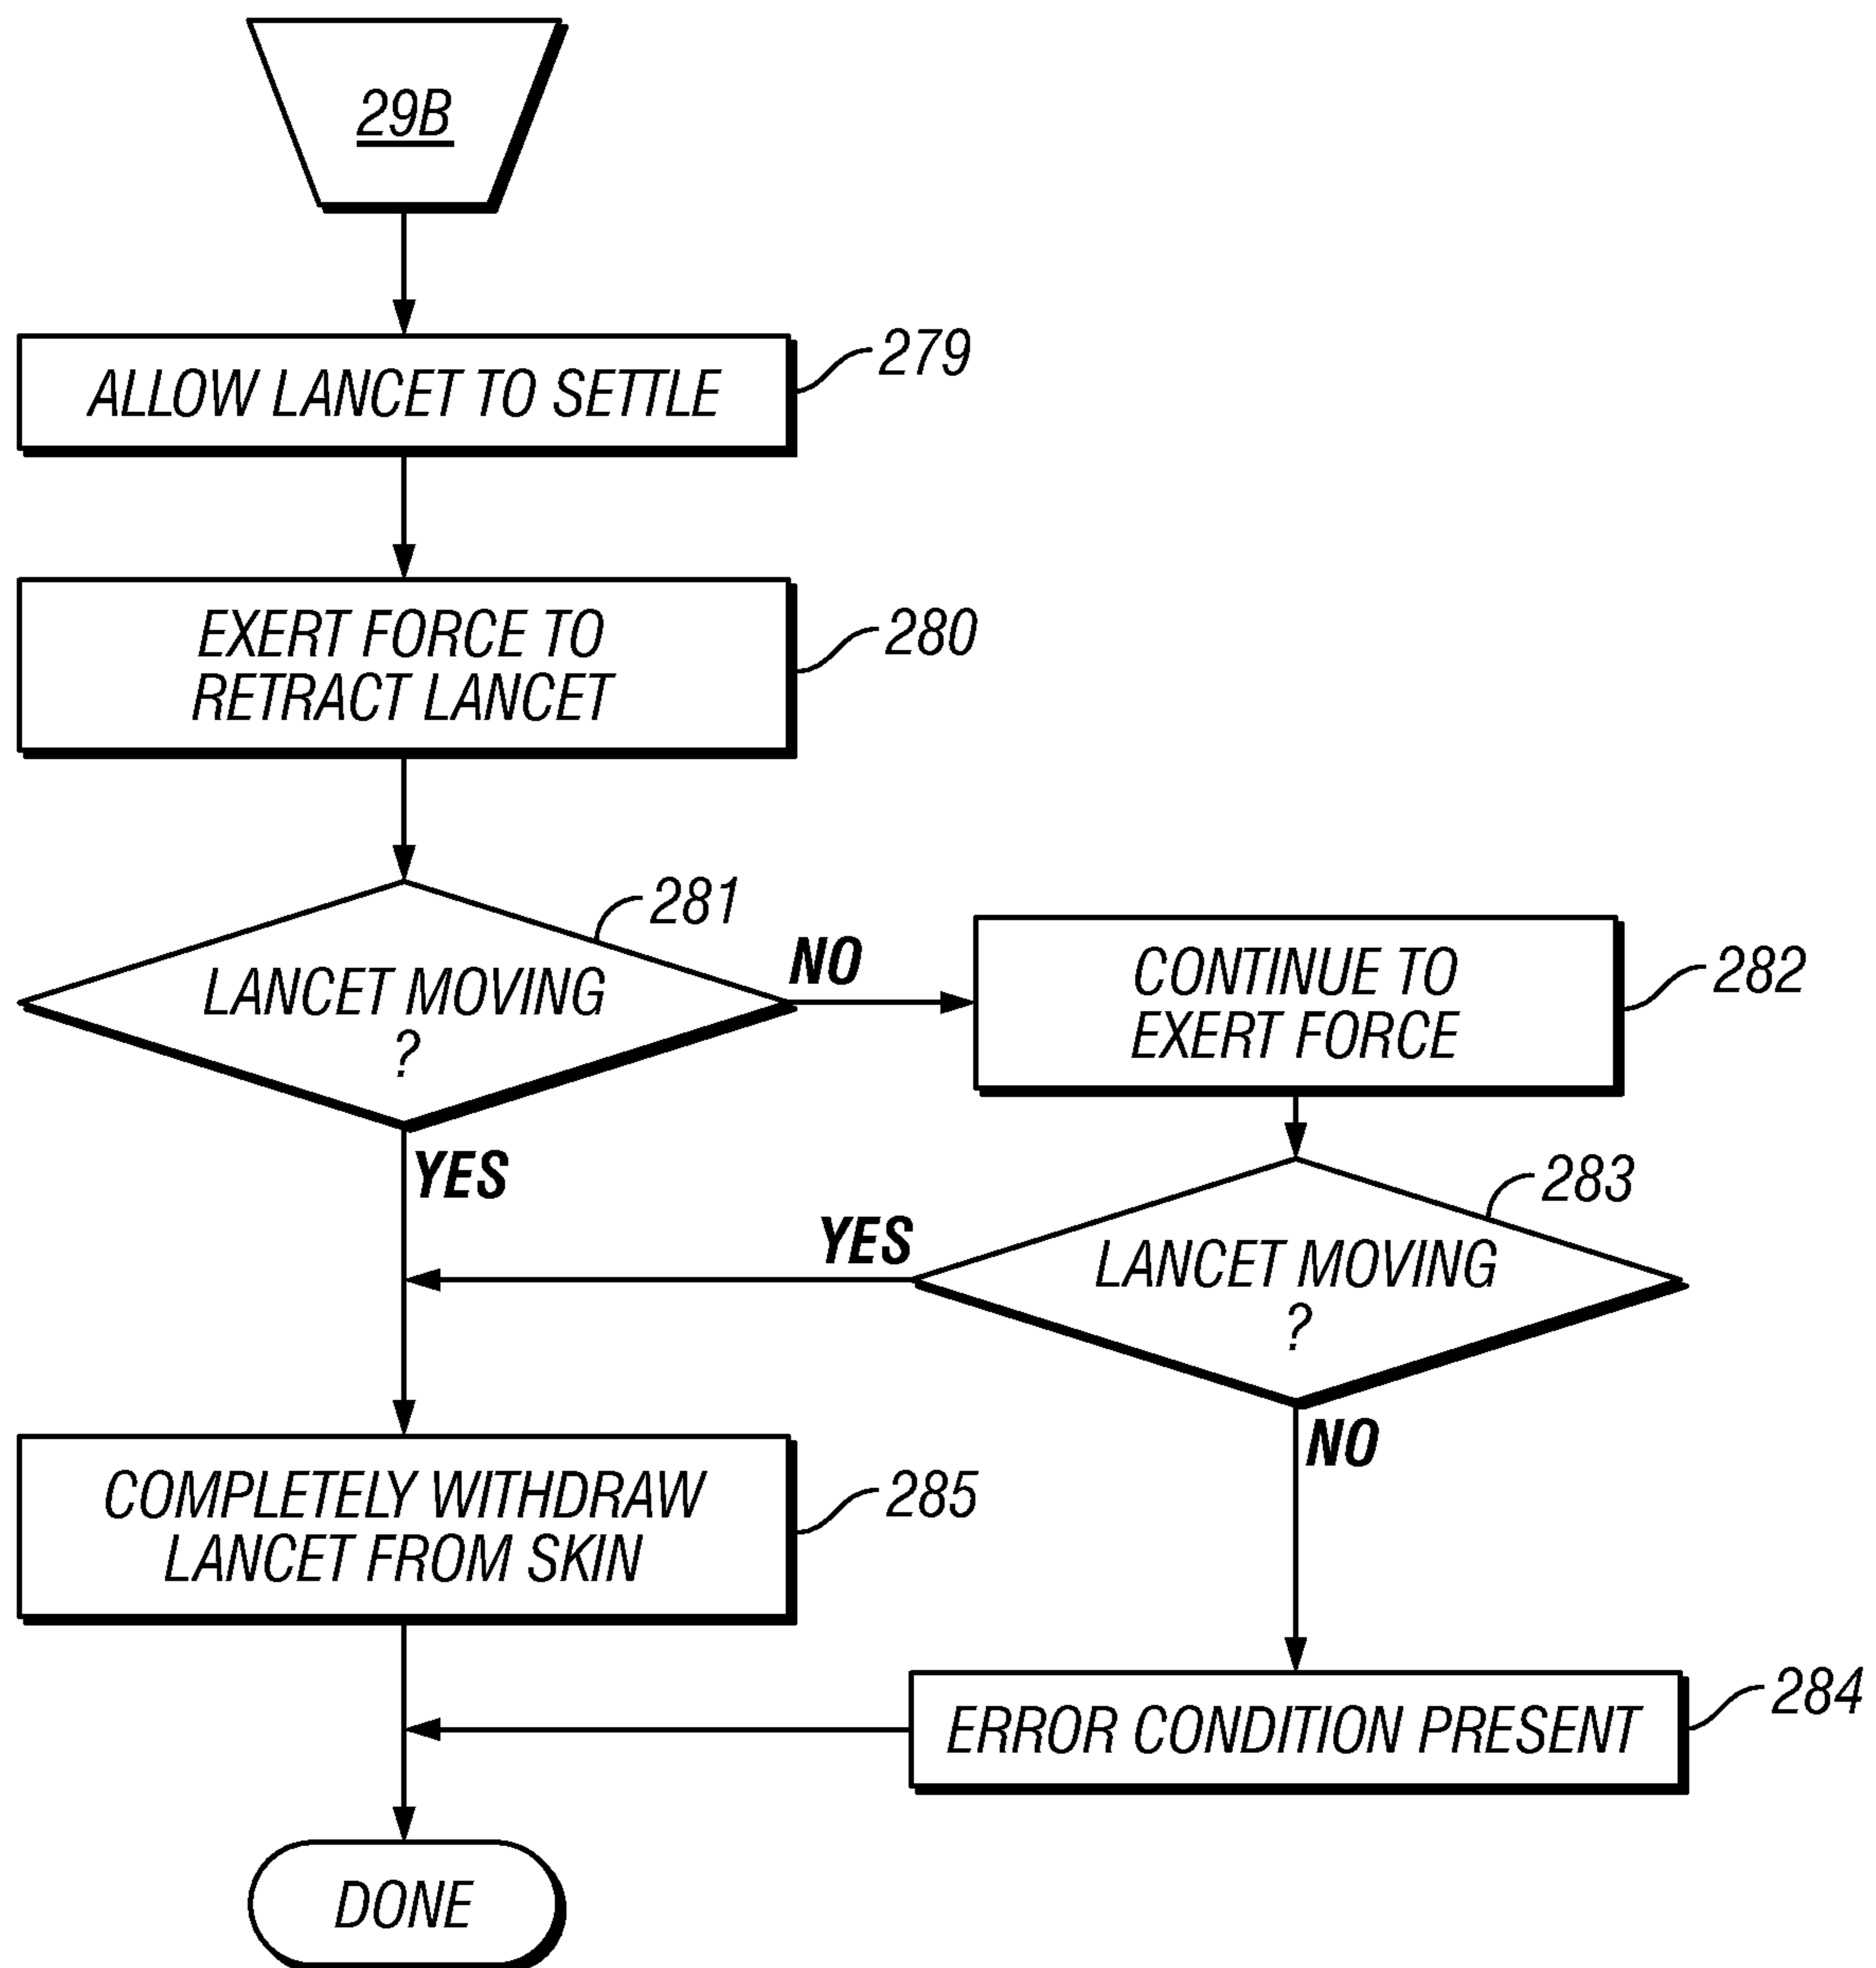 29B
ALLOW LANCET TO SETTLE
279
EXERT FORCE TO
RETRACT LANCET
280
281
LANCET MOVING
?
NO
CONTINUE TO
EXERT FORCE
282
YES
283
YES
LANCET MOVING
?
NO
COMPLETELY WITHDRAW
LANCET FROM SKIN
285
ERROR CONDITION PRESENT
284
DONE